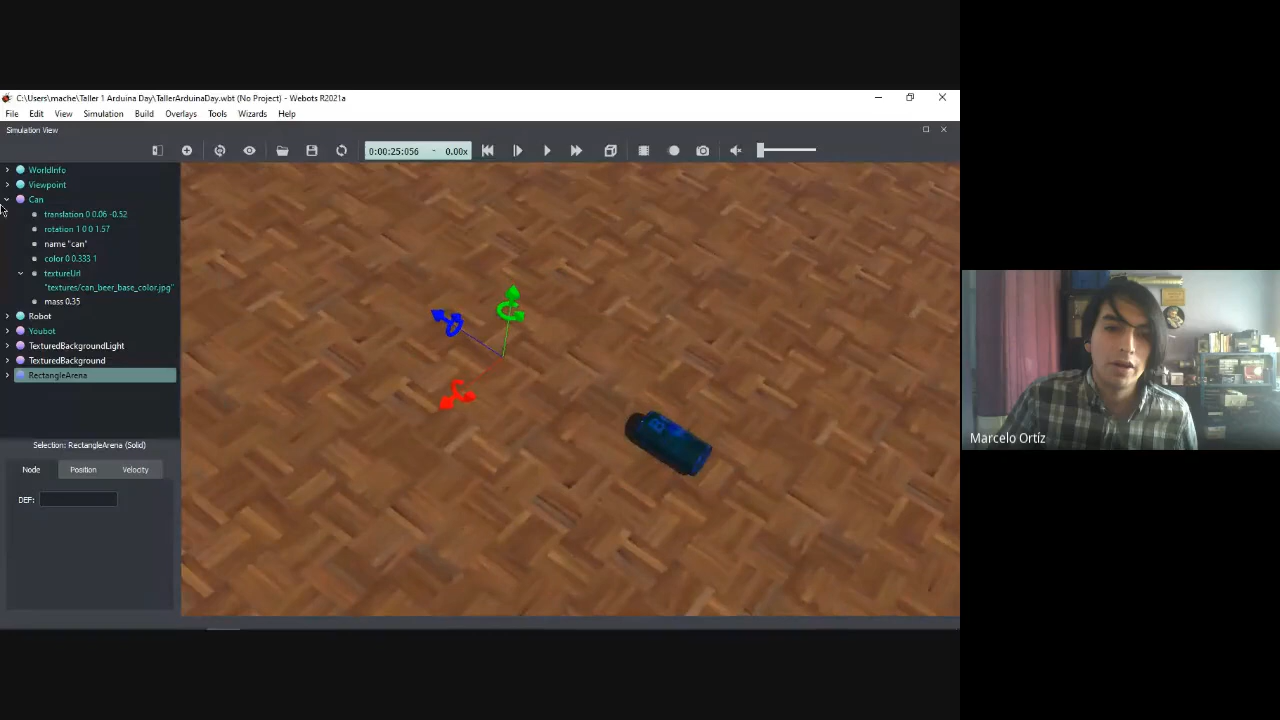 C:\Users\mache\Taller 1 Arduina Day\TallerArduinaDay.wbt (No Project) - Webots R2021a
File Edit View Simulation Build Overlays Tools Wizards Help
Simulation View
0:00:25:056 - 0.00x
WorldInfo
Viewpoint
Can
translation 0 0.06 -0.52
rotation 1 0 0 1.57
name "can"
color 0 0.333 1
textureUrl
"textures/can_beer_base_color.jpg"
mass 0.35
Robot
Youbot
TexturedBackgroundLight
TexturedBackground
RectangleArena
Selection: RectangleArena (Solid)
Node Position Velocity
DEF:
Marcelo Ortíz